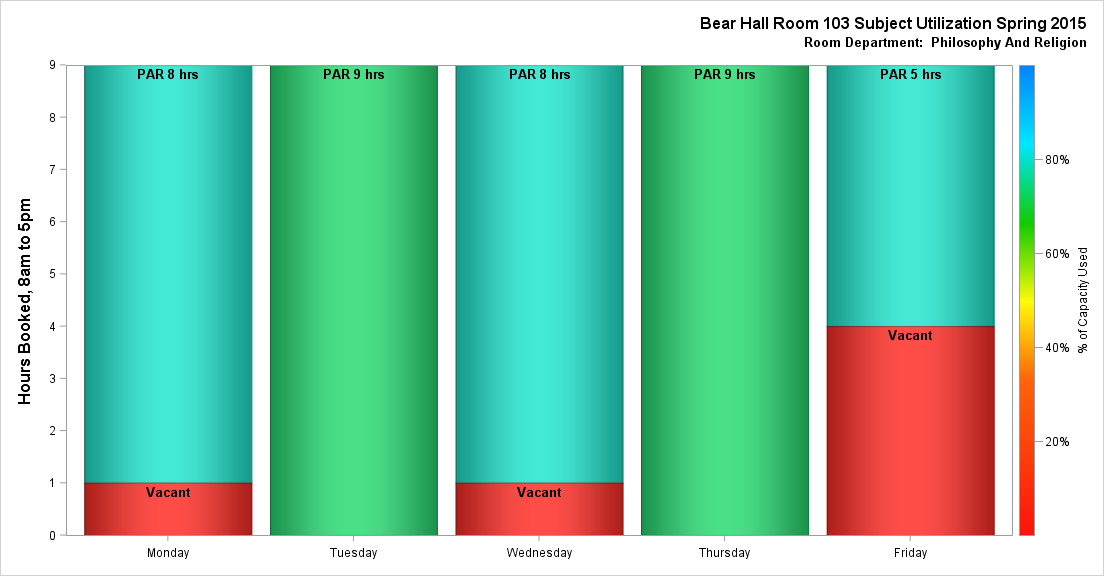 Bear Hall Room 103 Subject Utilization Spring 2015
Room Department:  Philosophy And Religion
Hours Booked, 8am to 5pm
9
8
7
6
5
4
3
2
1
0
PAR 8 hrs
PAR 9 hrs
PAR 8 hrs
PAR 9 hrs
PAR 5 hrs
Vacant
Vacant
Vacant
Monday
Tuesday
Wednesday
Thursday
Friday
80%
60%
40%
20%
% of Capacity Used